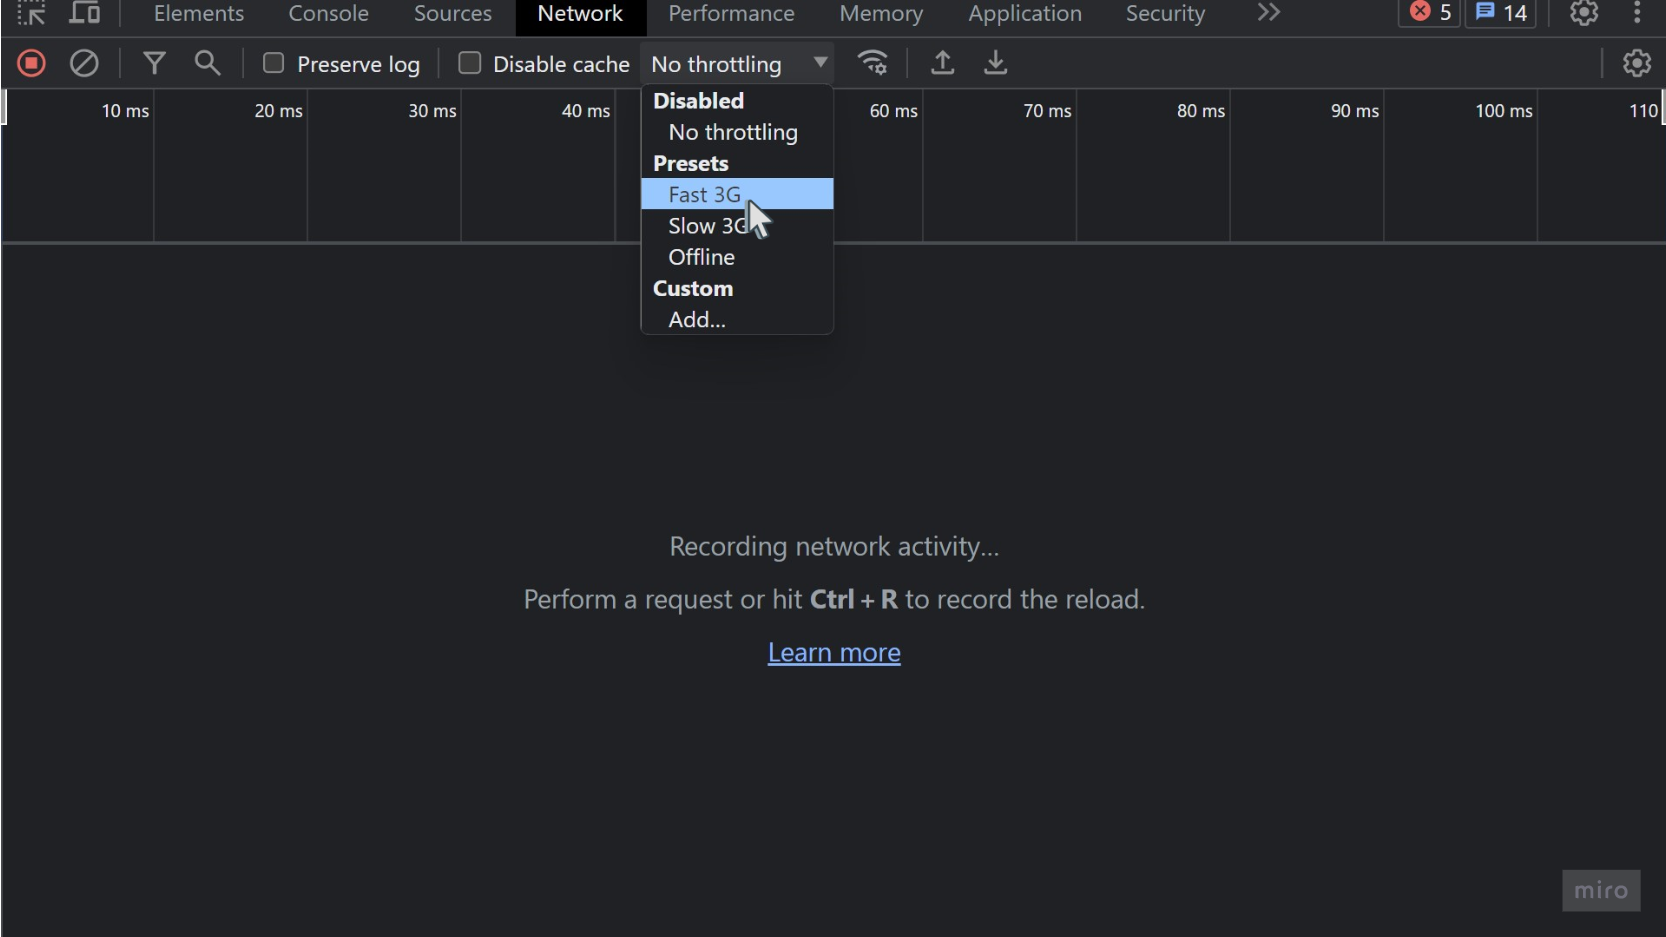 Elements Console Sources Network Performance Memory Application Security 5 14
Preserve log Disable cache No throttling
10 ms 20 ms 30 ms 40 ms 60 ms 70 ms 80 ms 90 ms 100 ms 110
Disabled
No throttling
Presets
Fast 3G
Slow 3G
Offline
Custom
Add...
Recording network activity...
Perform a request or hit Ctrl + R to record the reload.
Learn more
miro